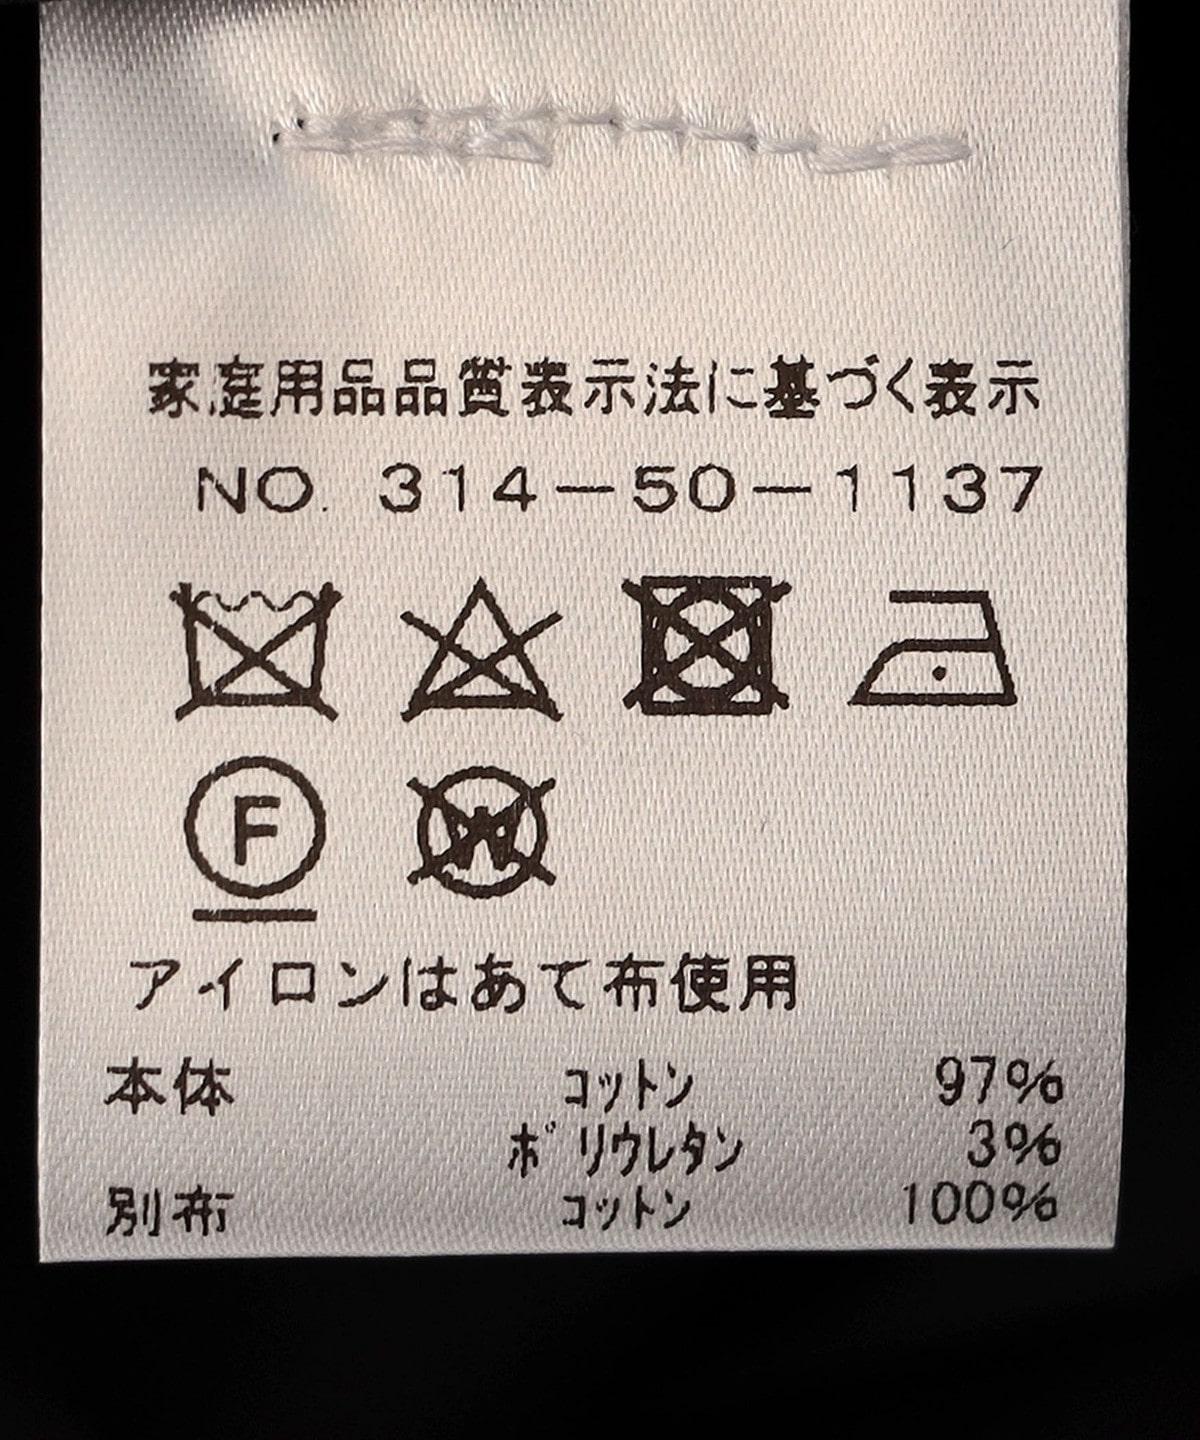 家庭用品品質表示法に基づく表示
NO. 314-50-1137
F W
アイロンはあて布使用
本体 コットン 97%
ポリウレタン 3%
別布 コットン 100%